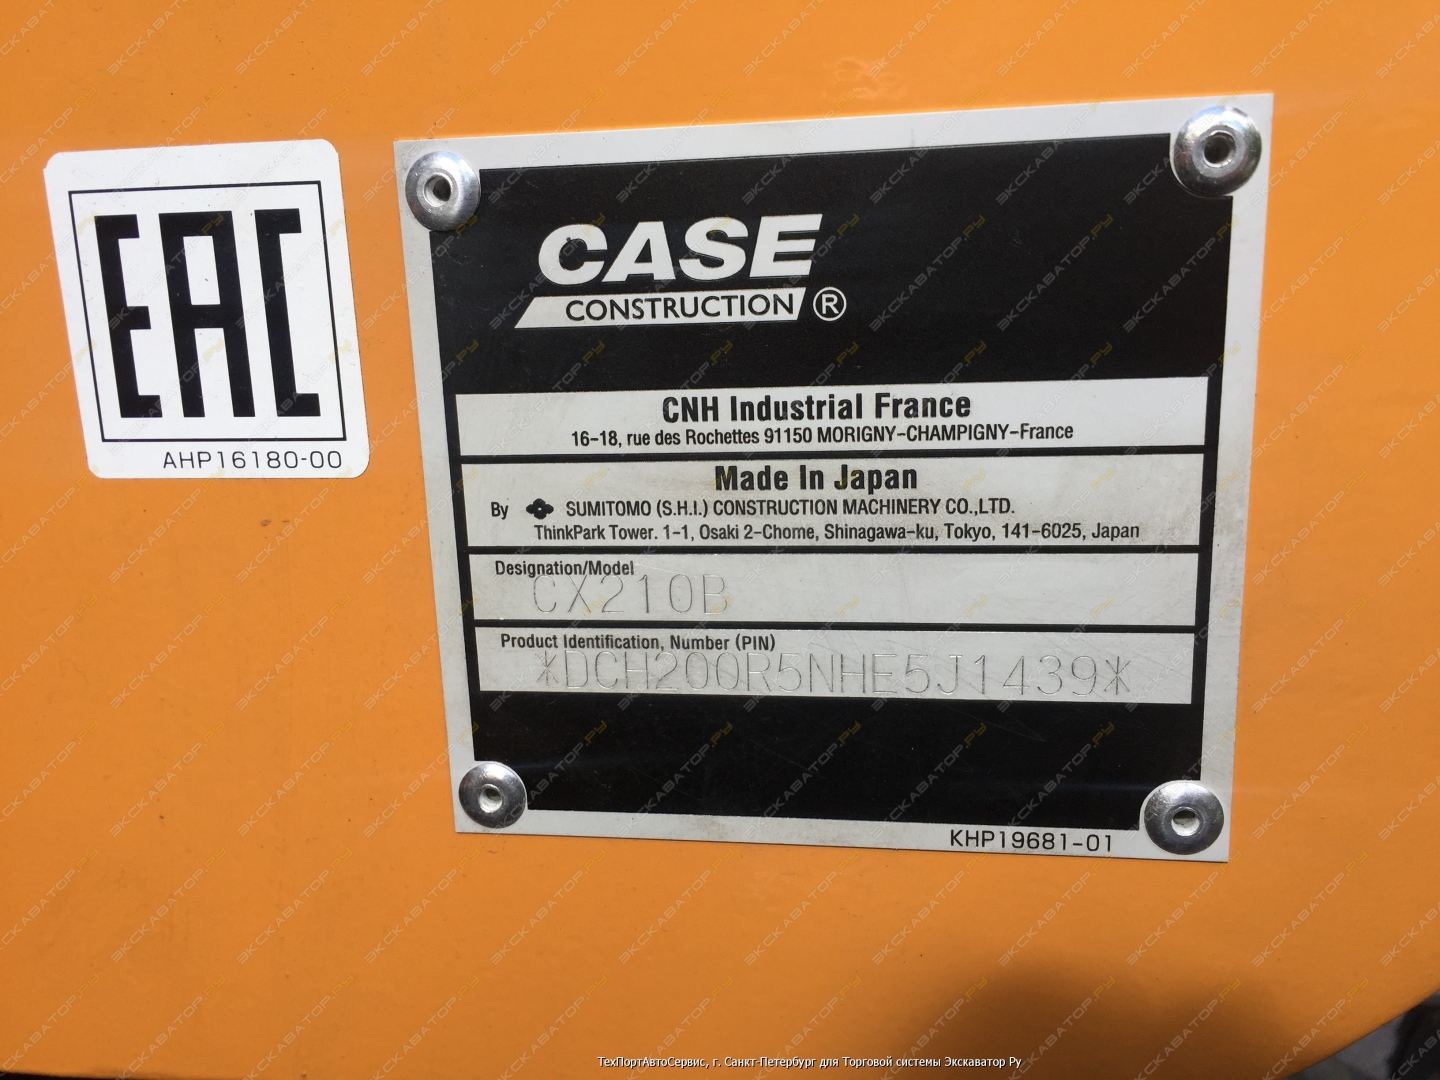 EAC
AHP16180-00
CASE
CONSTRUCTION ®
CNH Industrial France
16-18, rue des Rochettes 91150 MORIGNY-CHAMPIGNY-France
Made In Japan
By SUMITOMO (S.H.I.) CONSTRUCTION MACHINERY CO.,LTD.
ThinkPark Tower. 1-1, Osaki 2-Chome, Shinagawa-ku, Tokyo, 141-6025, Japan
Designation/Model
CX210B
Product Identification, Number (PIN)
*DCH200R5NHE5J1439*
KHP19681-01
ЭКСКАВАТОР.РУ
ТехПортАвтоСервис, г. Санкт-Петербург для Торговой системы Экскаватор Ру